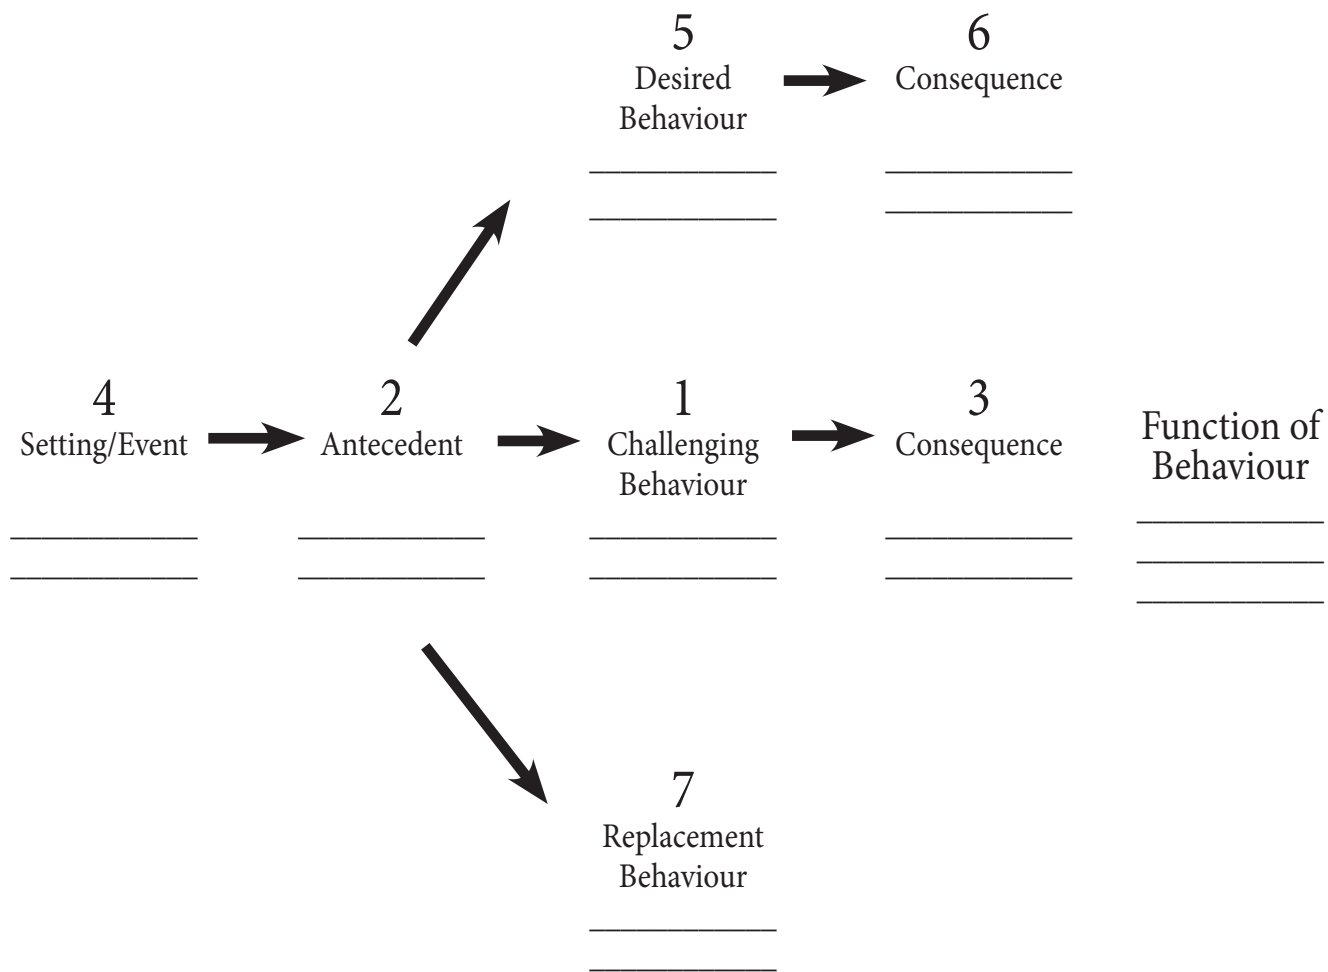 5
Desired
Behaviour
6
Consequence
4
Setting/Event
2
Antecedent
1
Challenging
Behaviour
3
Consequence
Function of
Behaviour
7
Replacement
Behaviour